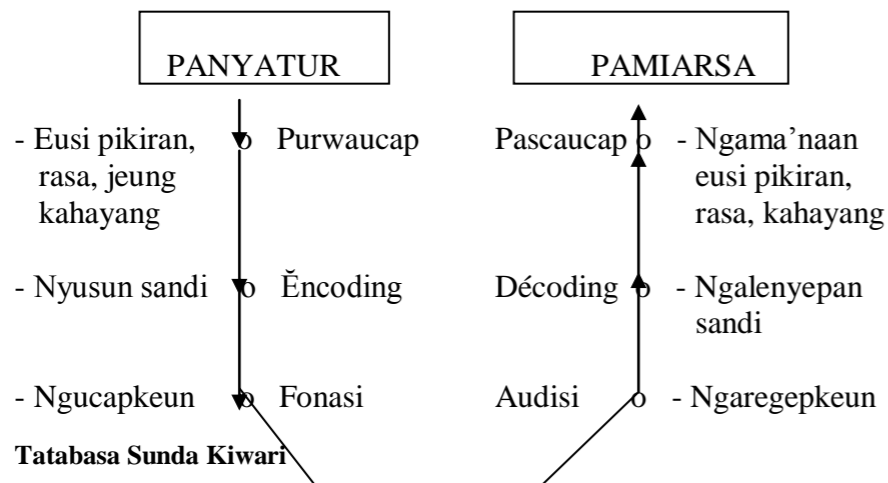 PANYATUR PAMIARSA
- Eusi pikiran, o Purwaucap Pascaucap o - Ngama’naan
rasa, jeung eusi pikiran,
kahayang rasa, kahayang
- Nyusun sandi o Ĕncoding Décoding o - Ngalenyepan
sandi
- Ngucapkeun o Fonasi Audisi o - Ngaregepkeun
Tatabasa Sunda Kiwari